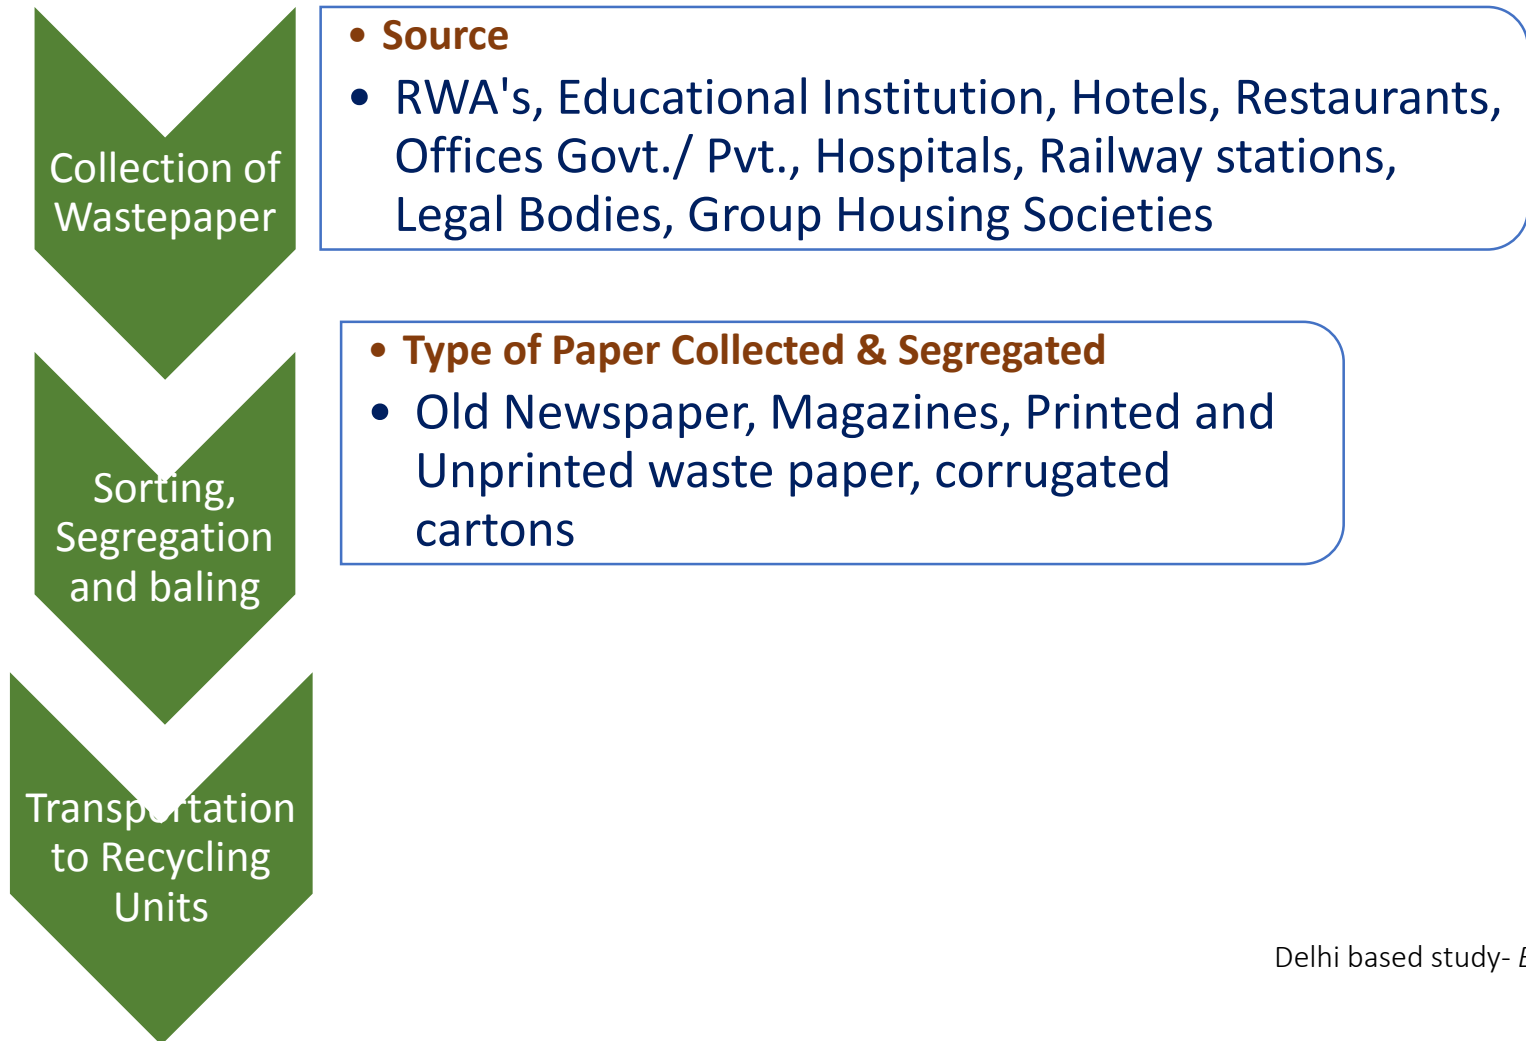 Collection of
Wastepaper
• Source
• RWA's, Educational Institution, Hotels, Restaurants,
Offices Govt./ Pvt., Hospitals, Railway stations,
Legal Bodies, Group Housing Societies
Sorting,
Segregation
and baling
• Type of Paper Collected & Segregated
• Old Newspaper, Magazines, Printed and
Unprinted waste paper, corrugated
cartons
Transportation
to Recycling
Units
Delhi based study-